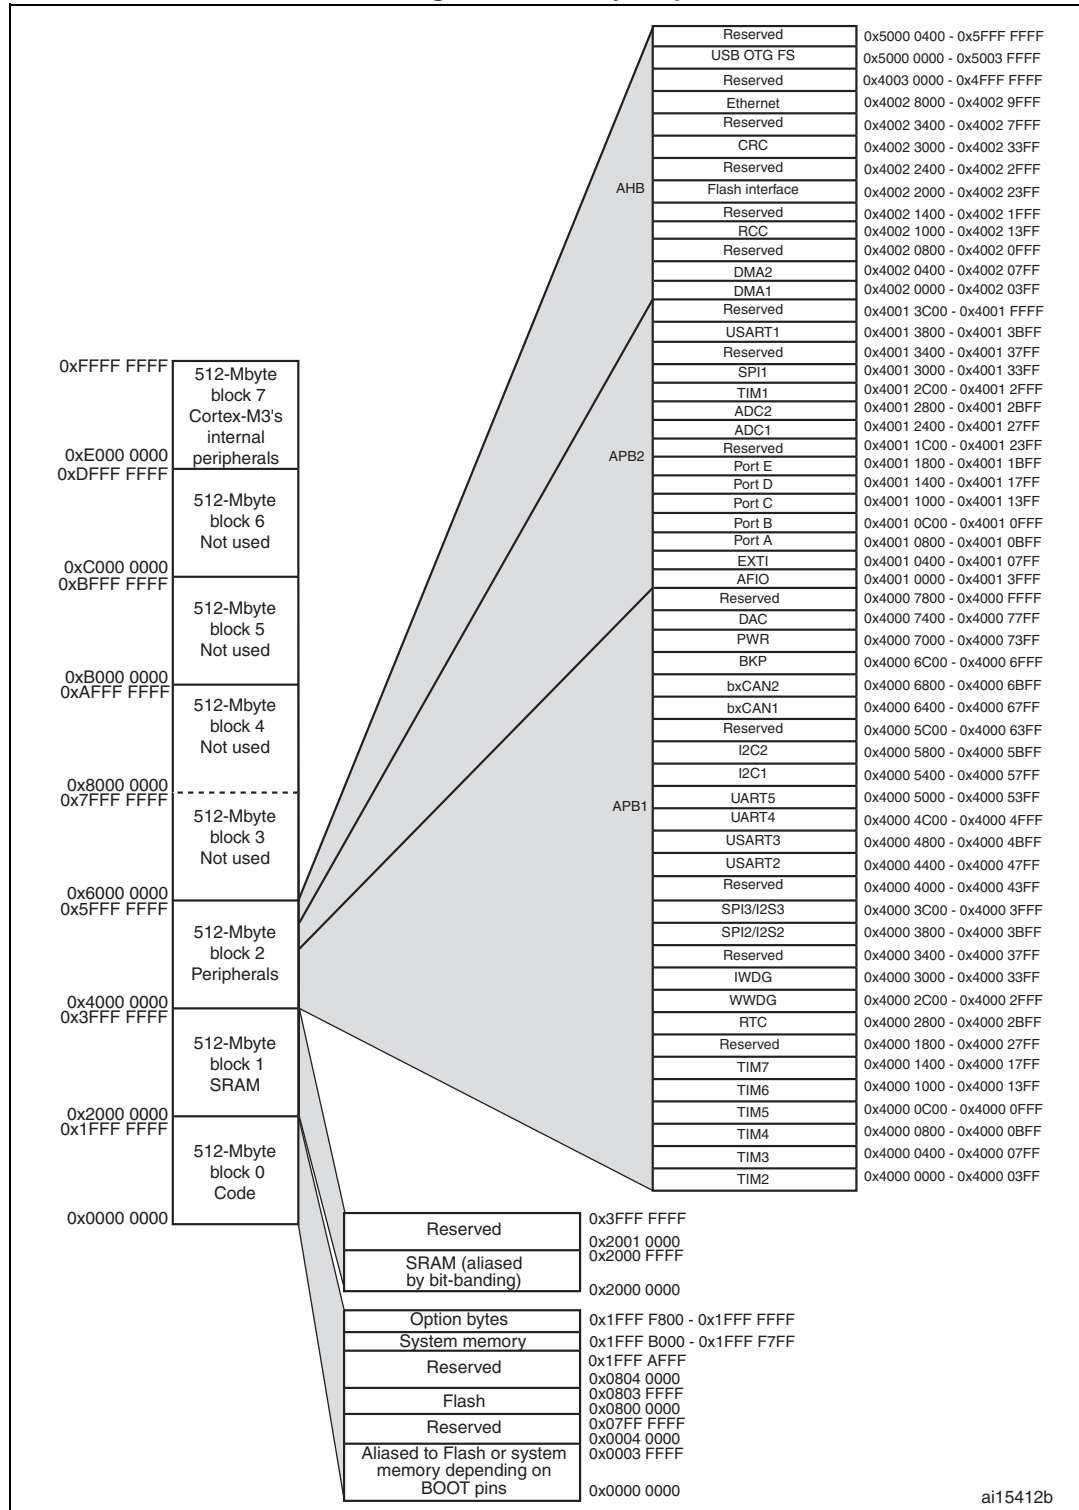 Reserved 0x5000 0400 - 0x5FFF FFFF
USB OTG FS 0x5000 0000 - 0x5003 FFFF
Reserved 0x4003 0000 - 0x4FFF FFFF
Ethernet 0x4002 8000 - 0x4002 9FFF
Reserved 0x4002 3400 - 0x4002 7FFF
CRC 0x4002 3000 - 0x4002 33FF
Reserved 0x4002 2400 - 0x4002 2FFF
AHB Flash interface 0x4002 2000 - 0x4002 23FF
Reserved 0x4002 1400 - 0x4002 1FFF
RCC 0x4002 1000 - 0x4002 13FF
Reserved 0x4002 0800 - 0x4002 0FFF
DMA2 0x4002 0400 - 0x4002 07FF
DMA1 0x4002 0000 - 0x4002 03FF
Reserved 0x4001 3C00 - 0x4001 FFFF
USART1 0x4001 3800 - 0x4001 3BFF
Reserved 0x4001 3400 - 0x4001 37FF
SPI1 0x4001 3000 - 0x4001 33FF
TIM1 0x4001 2C00 - 0x4001 2FFF
ADC2 0x4001 2800 - 0x4001 2BFF
ADC1 0x4001 2400 - 0x4001 27FF
Reserved 0x4001 1C00 - 0x4001 23FF
APB2 Port E 0x4001 1800 - 0x4001 1BFF
Port D 0x4001 1400 - 0x4001 17FF
Port C 0x4001 1000 - 0x4001 13FF
Port B 0x4001 0C00 - 0x4001 0FFF
Port A 0x4001 0800 - 0x4001 0BFF
EXTI 0x4001 0400 - 0x4001 07FF
AFIO 0x4001 0000 - 0x4001 3FFF
Reserved 0x4000 7800 - 0x4000 FFFF
DAC 0x4000 7400 - 0x4000 77FF
PWR 0x4000 7000 - 0x4000 73FF
BKP 0x4000 6C00 - 0x4000 6FFF
bxCAN2 0x4000 6800 - 0x4000 6BFF
bxCAN1 0x4000 6400 - 0x4000 67FF
Reserved 0x4000 5C00 - 0x4000 63FF
I2C2 0x4000 5800 - 0x4000 5BFF
I2C1 0x4000 5400 - 0x4000 57FF
APB1 UART5 0x4000 5000 - 0x4000 53FF
UART4 0x4000 4C00 - 0x4000 4FFF
USART3 0x4000 4800 - 0x4000 4BFF
USART2 0x4000 4400 - 0x4000 47FF
Reserved 0x4000 4000 - 0x4000 43FF
SPI3/I2S3 0x4000 3C00 - 0x4000 3FFF
SPI2/I2S2 0x4000 3800 - 0x4000 3BFF
Reserved 0x4000 3400 - 0x4000 37FF
IWDG 0x4000 3000 - 0x4000 33FF
WWDG 0x4000 2C00 - 0x4000 2FFF
RTC 0x4000 2800 - 0x4000 2BFF
Reserved 0x4000 1800 - 0x4000 27FF
TIM7 0x4000 1400 - 0x4000 17FF
TIM6 0x4000 1000 - 0x4000 13FF
TIM5 0x4000 0C00 - 0x4000 0FFF
TIM4 0x4000 0800 - 0x4000 0BFF
TIM3 0x4000 0400 - 0x4000 07FF
TIM2 0x4000 0000 - 0x4000 03FF
0xFFFF FFFF
512-Mbyte
block 7
Cortex-M3's
internal
peripherals
0xE000 0000
0xDFFF FFFF
512-Mbyte
block 6
Not used
0xC000 0000
0xBFFF FFFF
512-Mbyte
block 5
Not used
0xB000 0000
0xAFFF FFFF
512-Mbyte
block 4
Not used
0x8000 0000
0x7FFF FFFF
512-Mbyte
block 3
Not used
0x6000 0000
0x5FFF FFFF
512-Mbyte
block 2
Peripherals
0x4000 0000
0x3FFF FFFF
512-Mbyte
block 1
SRAM
0x2000 0000
0x1FFF FFFF
512-Mbyte
block 0
Code
0x0000 0000
Reserved
0x3FFF FFFF
0x2001 0000
0x2000 FFFF
SRAM (aliased
by bit-banding)
0x2000 0000
Option bytes 0x1FFF F800 - 0x1FFF FFFF
System memory 0x1FFF B000 - 0x1FFF F7FF
0x1FFF AFFF
Reserved
0x0804 0000
0x0803 FFFF
Flash
0x0800 0000
0x07FF FFFF
Reserved
0x0004 0000
0x0003 FFFF
Aliased to Flash or system
memory depending on
BOOT pins
0x0000 0000
ai15412b